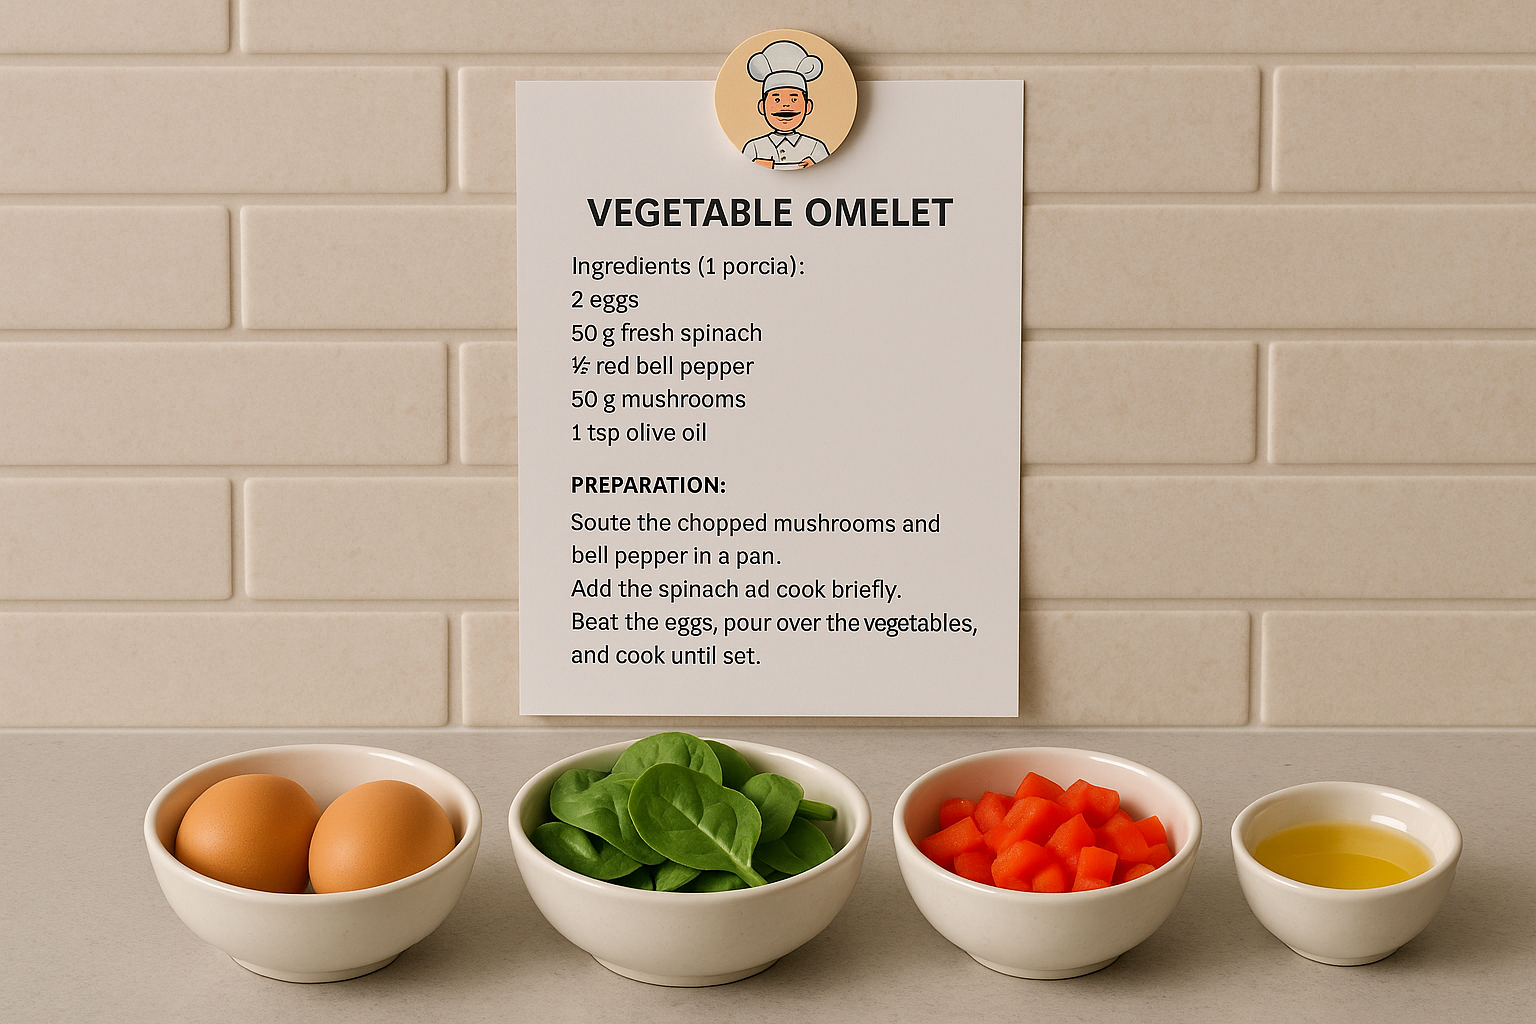 VEGETABLE OMELET
Ingredients (1 porcia):
2 eggs
50 g fresh spinach
½ red bell pepper
50 g mushrooms
1 tsp olive oil
PREPARATION:
Soute the chopped mushrooms and
bell pepper in a pan.
Add the spinach ad cook briefly.
Beat the eggs, pour over the vegetables,
and cook until set.